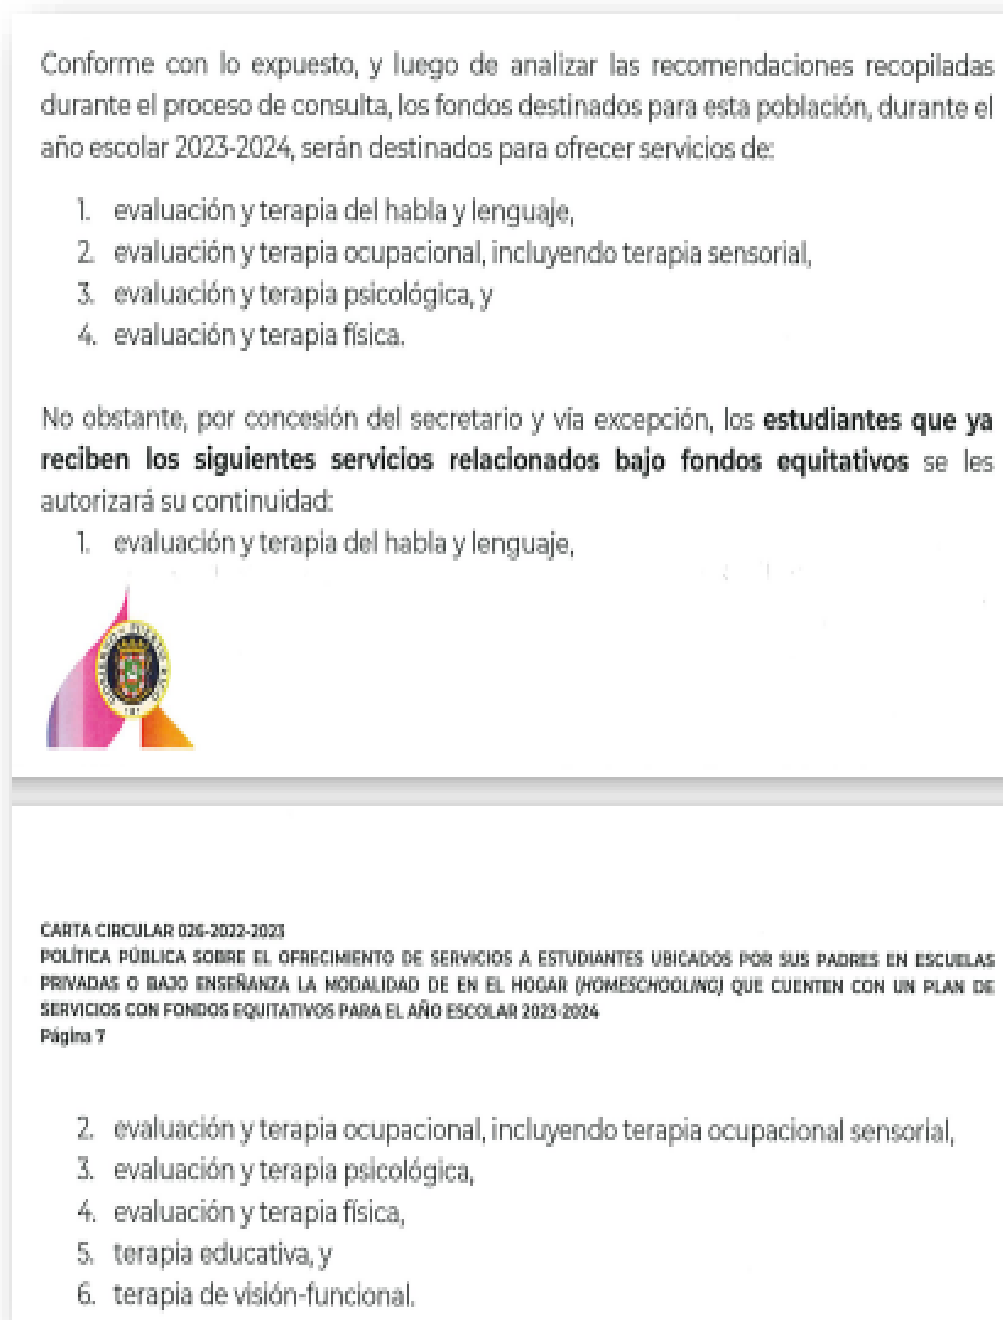 Conforme con lo expuesto, y luego de analizar las recomendaciones recopiladas
durante el proceso de consulta, los fondos destinados para esta población, durante el
año escolar 2023-2024, serán destinados para ofrecer servicios de:
1. evaluación y terapia del habla y lenguaje,
2. evaluación y terapia ocupacional, incluyendo terapia sensorial,
3. evaluación y terapia psicológica, y
4. evaluación y terapia física.
No obstante, por concesión del secretario y vía excepción, los estudiantes que ya
reciben los siguientes servicios relacionados bajo fondos equitativos se les
autorizará su continuidad:
1. evaluación y terapia del habla y lenguaje,
CARTA CIRCULAR 026-2022-2023
POLÍTICA PÚBLICA SOBRE EL OFRECIMIENTO DE SERVICIOS A ESTUDIANTES UBICADOS POR SUS PADRES EN ESCUELAS
PRIVADAS O BAJO ENSEÑANZA LA MODALIDAD DE EN EL HOGAR (HOMESCHOOLING) QUE CUENTEN CON UN PLAN DE
SERVICIOS CON FONDOS EQUITATIVOS PARA EL AÑO ESCOLAR 2023-2024
Página 7
2. evaluación y terapia ocupacional, incluyendo terapia ocupacional sensorial,
3. evaluación y terapia psicológica,
4. evaluación y terapia física,
5. terapia educativa, y
6. terapia de visión-funcional.